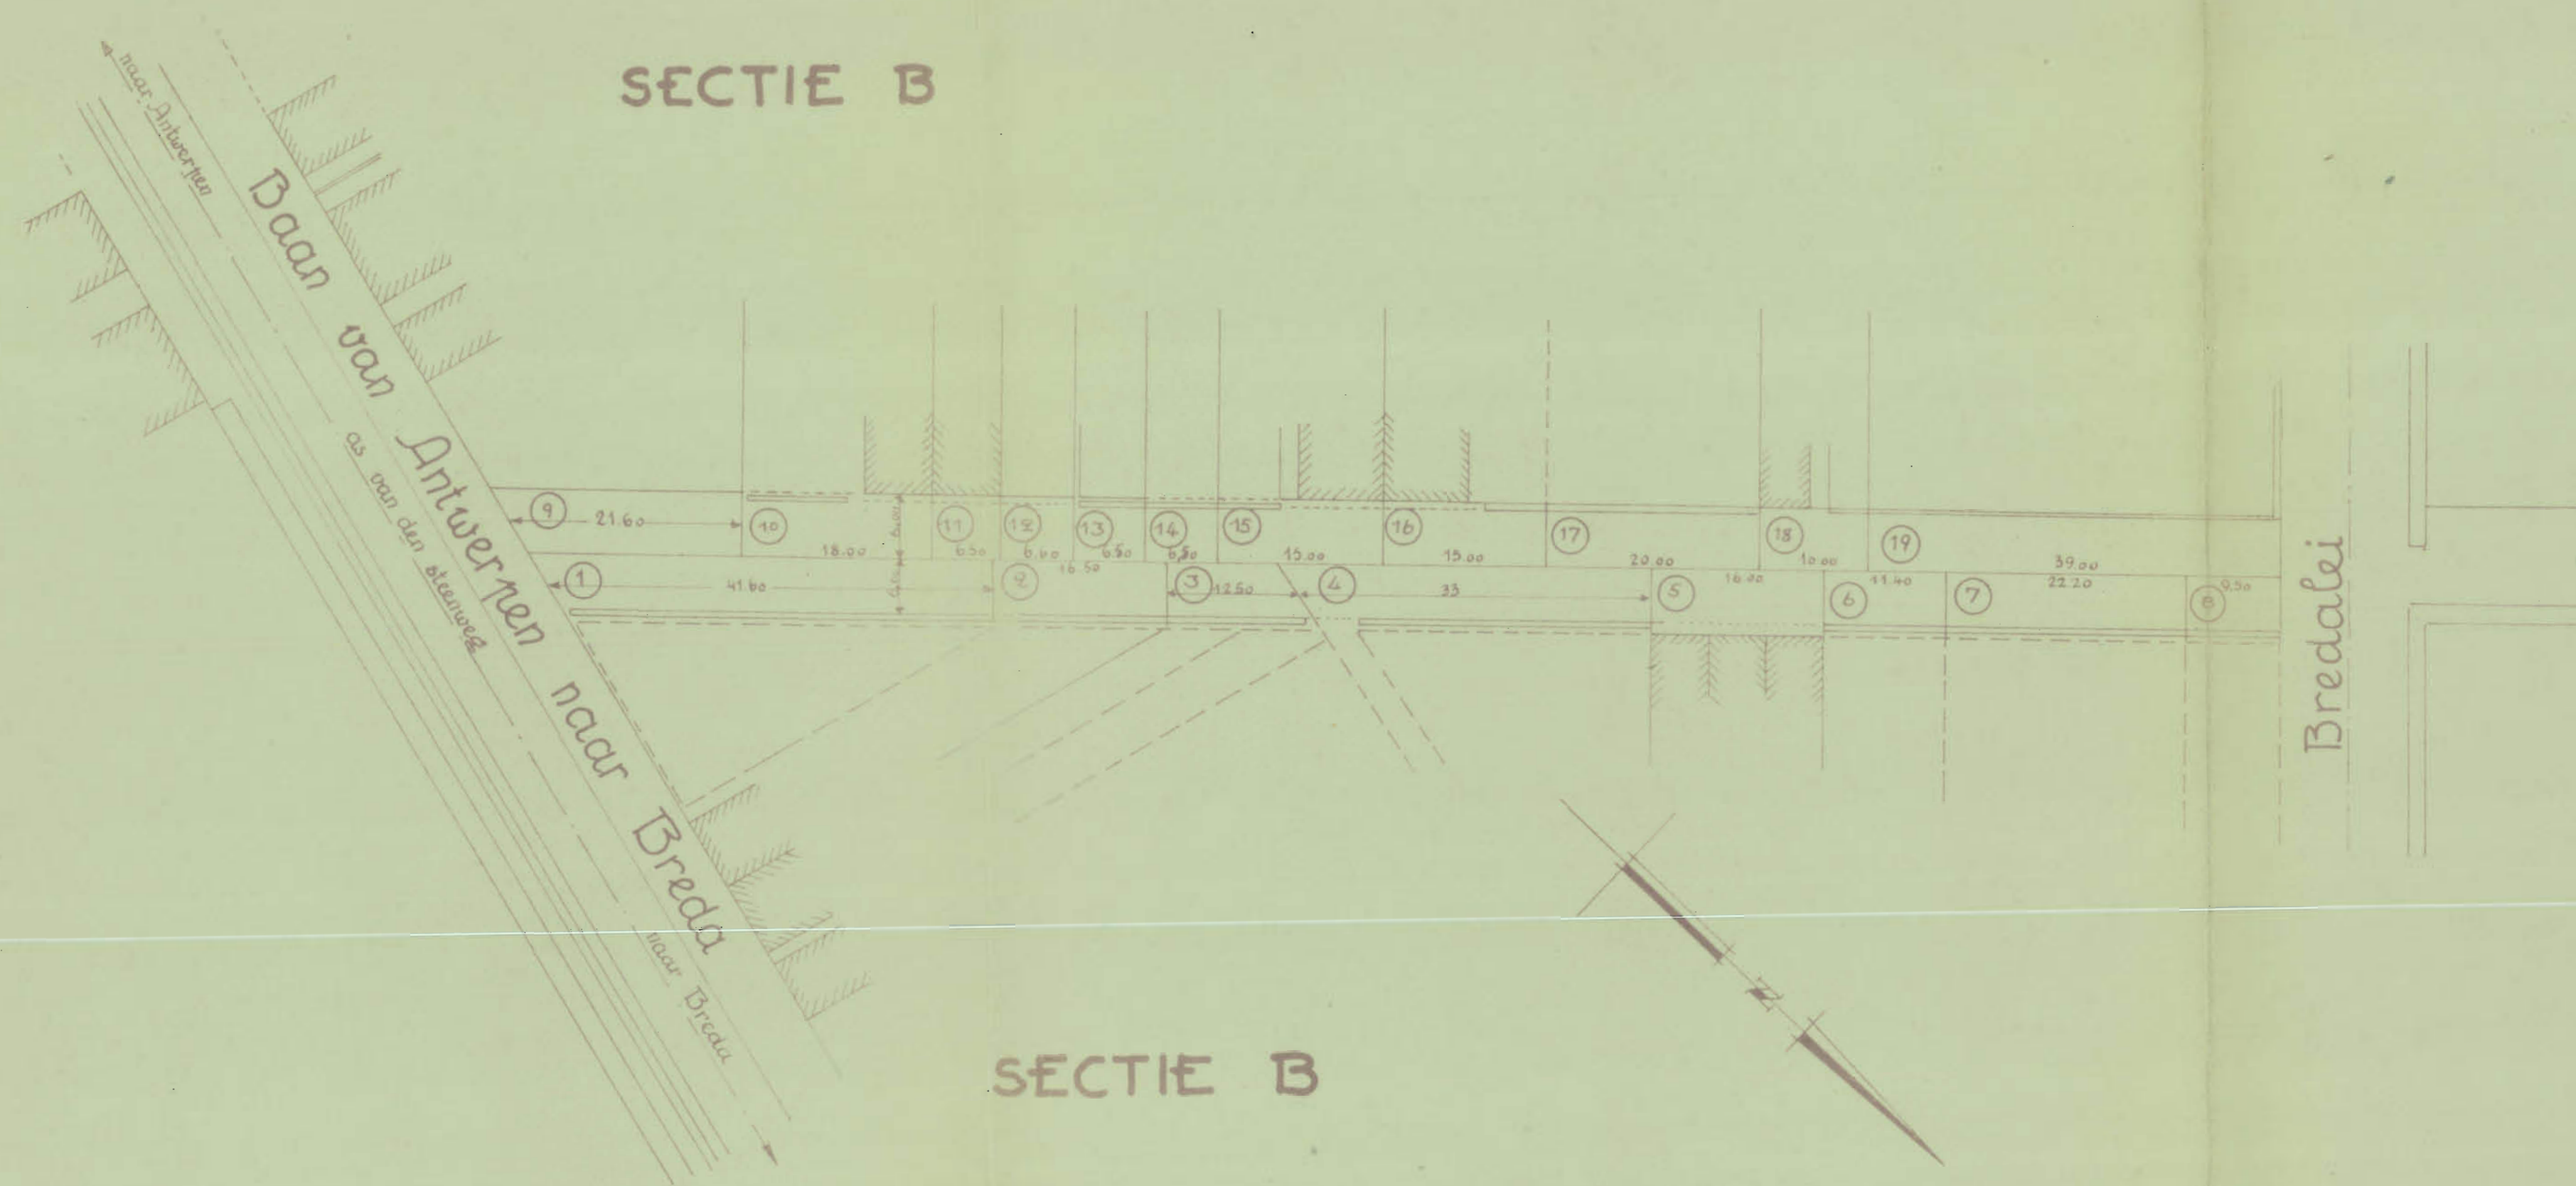 SECTIE B
naar Antwerpen
Baan van Antwerpen naar Breda
as van den steenweg
naar Breda
9 21.60 10 11 12 13 14 15 16 17 18 19
18.00 6.50 6.60 6.50 6.50 15.00 15.00 20.00 10.00 39.00
6.00
1 41.60 2 16.50 3 12.50 4 33 5 16.00 6 11.40 7 22.20 8 9.50
Bredalei
N
SECTIE B